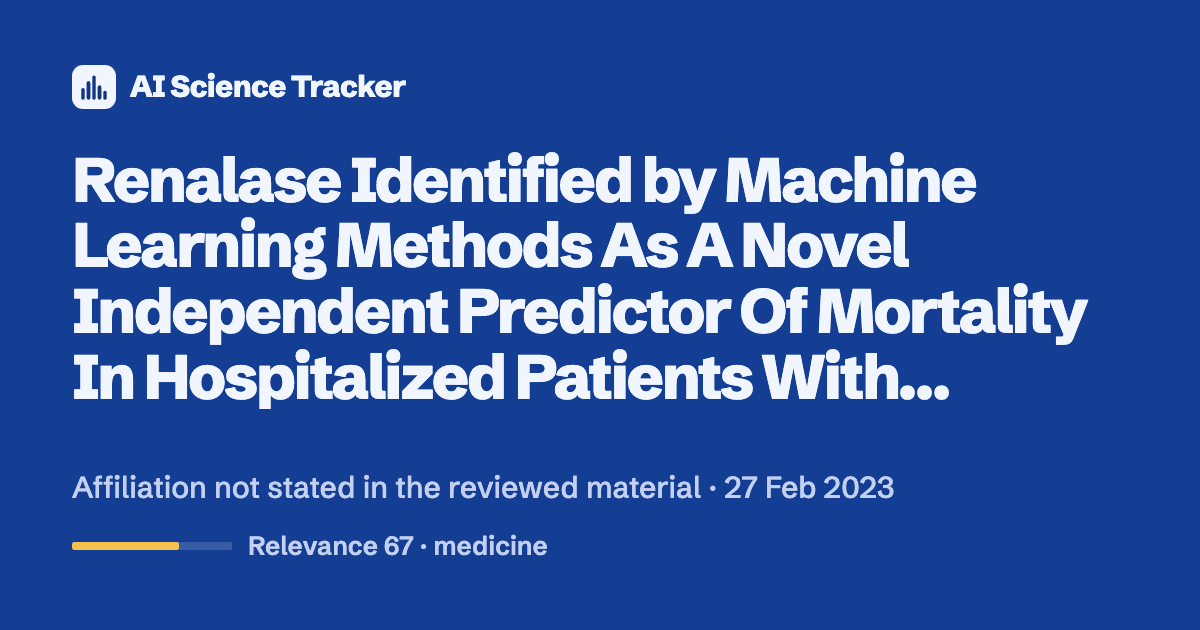 AI Science Tracker
Renalase Identified by Machine
Learning Methods As A Novel
Independent Predictor Of Mortality
In Hospitalized Patients With...
Affiliation not stated in the reviewed material · 27 Feb 2023
Relevance 67 · medicine